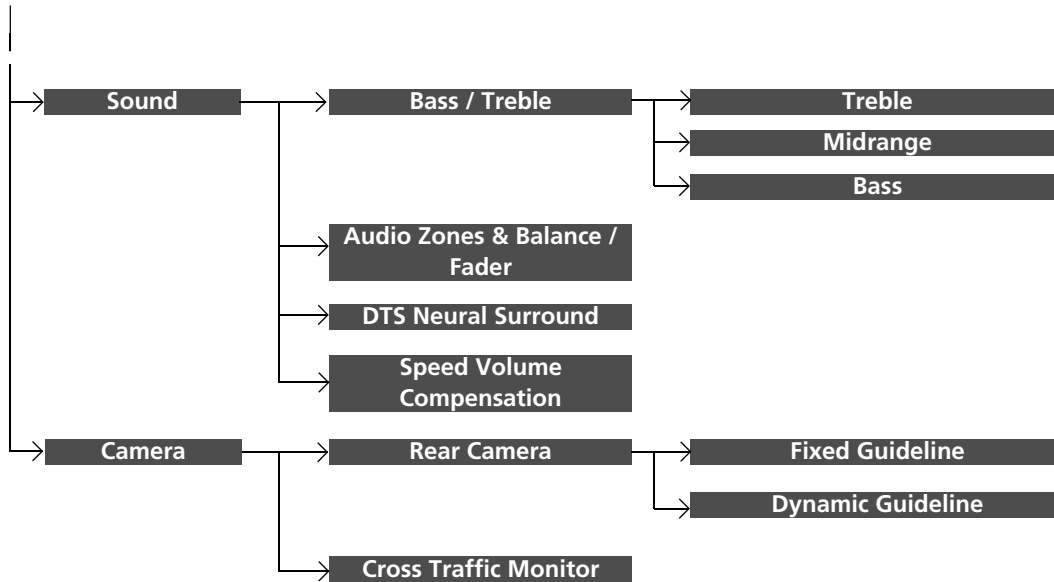 Sound
Bass / Treble
Treble
Midrange
Bass
Audio Zones & Balance /
Fader
DTS Neural Surround
Speed Volume
Compensation
Camera
Rear Camera
Fixed Guideline
Dynamic Guideline
Cross Traffic Monitor